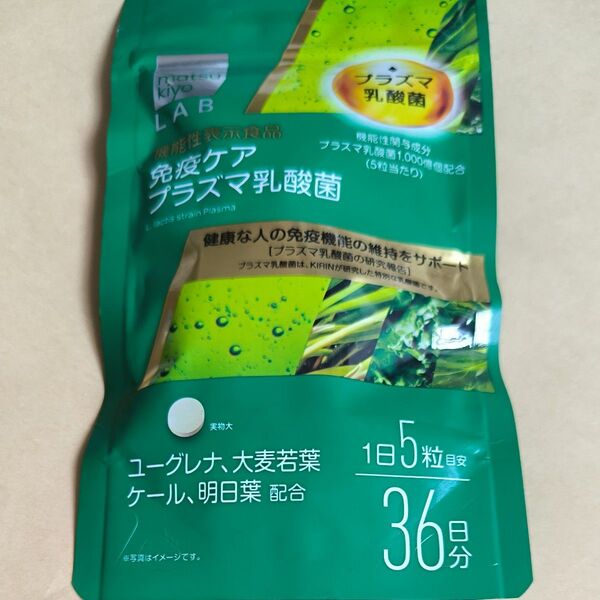 matsu
kiyo
LAB
プラズマ
乳酸菌
機能性関与成分
プラズマ乳酸菌1,000億個配合
(5粒当たり)
機能性表示食品
免疫ケア
プラズマ乳酸菌
L. lactis strain Plasma
健康な人の免疫機能の維持をサポート
[プラズマ乳酸菌の研究報告]
プラズマ乳酸菌は、KIRINが研究した特別な乳酸菌です。
実物大
ユーグレナ、大麦若葉
ケール、明日葉 配合
1日5粒目安
36日分
※写真はイメージです。